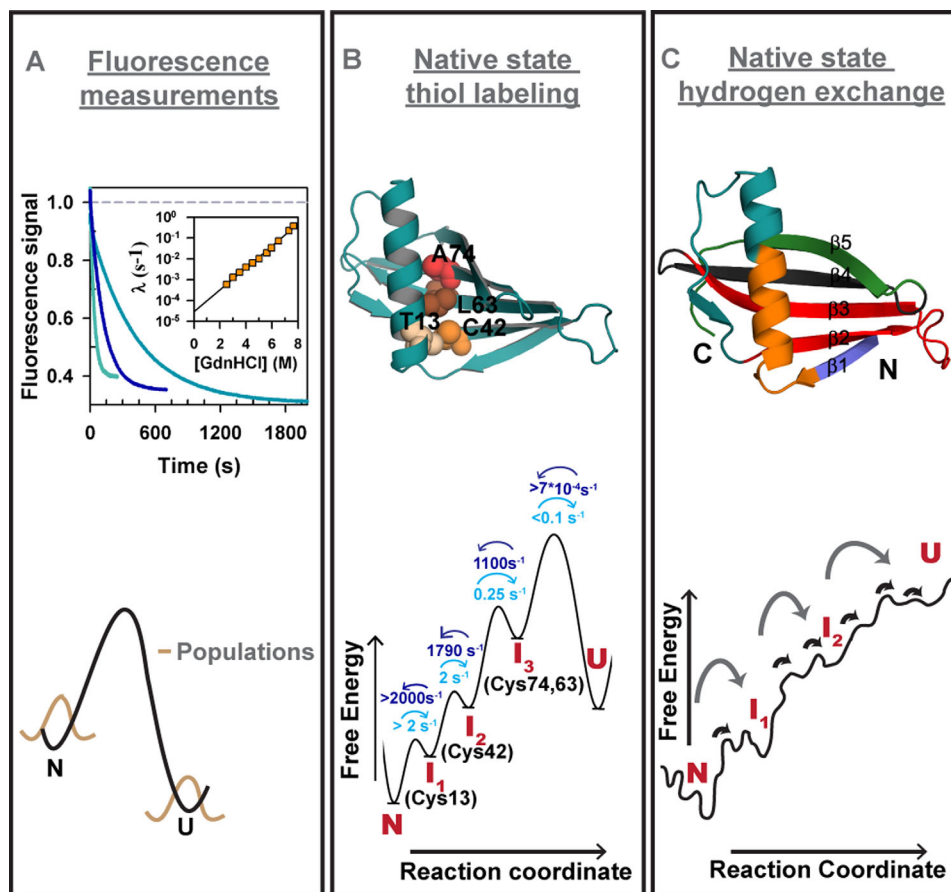 A
Fluorescence
measurements
Fluorescence signal
1.0
0.8
0.6
0.4
0
600
1200
1800
Time (s)
λ (s⁻¹)
10⁰
10⁻¹
10⁻²
10⁻³
10⁻⁴
10⁻⁵
0 2 4 6 8
[GdnHCl] (M)
Populations
N
U
B
Native state
thiol labeling
A74
L63
T13
C42
>7*10⁻⁴s⁻¹
<0.1 s⁻¹
1100s⁻¹
0.25 s⁻¹
1790 s⁻¹
2 s⁻¹
>2000s⁻¹
> 2 s⁻¹
Free Energy
I₃
(Cys74,63)
U
I₂
(Cys42)
I₁
(Cys13)
N
Reaction coordinate
C
Native state
hydrogen exchange
β5
β4
β3
β2
β1
C
N
Free Energy
U
I₂
I₁
N
Reaction Coordinate